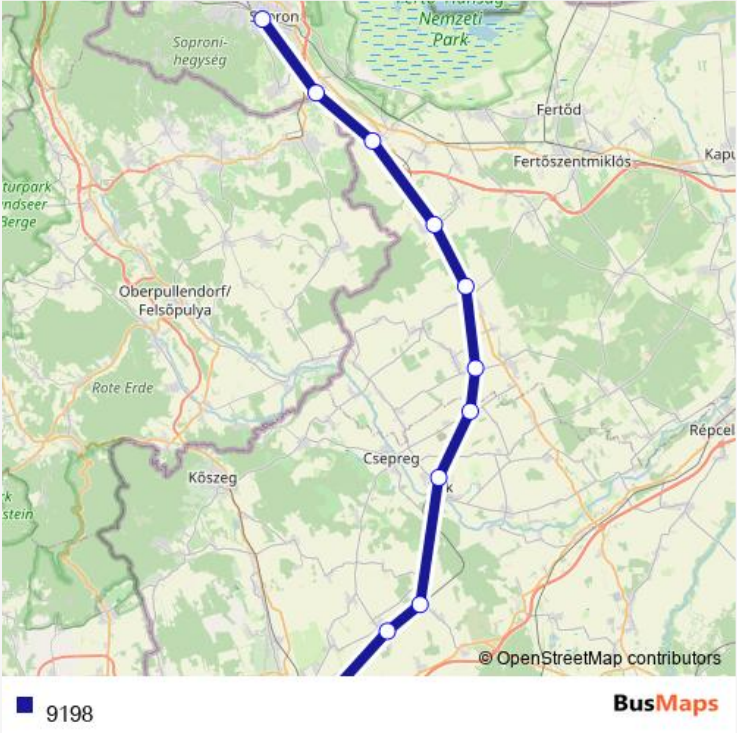 Nemzeti
Park
Soproni-
hegység
Fertőd
Fertőszentmiklós
Kapu
turpark
ndseer
Berge
Oberpullendorf/
Felsőpulya
Rote Erde
Répcel
Csepreg
Kőszeg
k
rk
stein
© OpenStreetMap contributors
9198
BusMaps